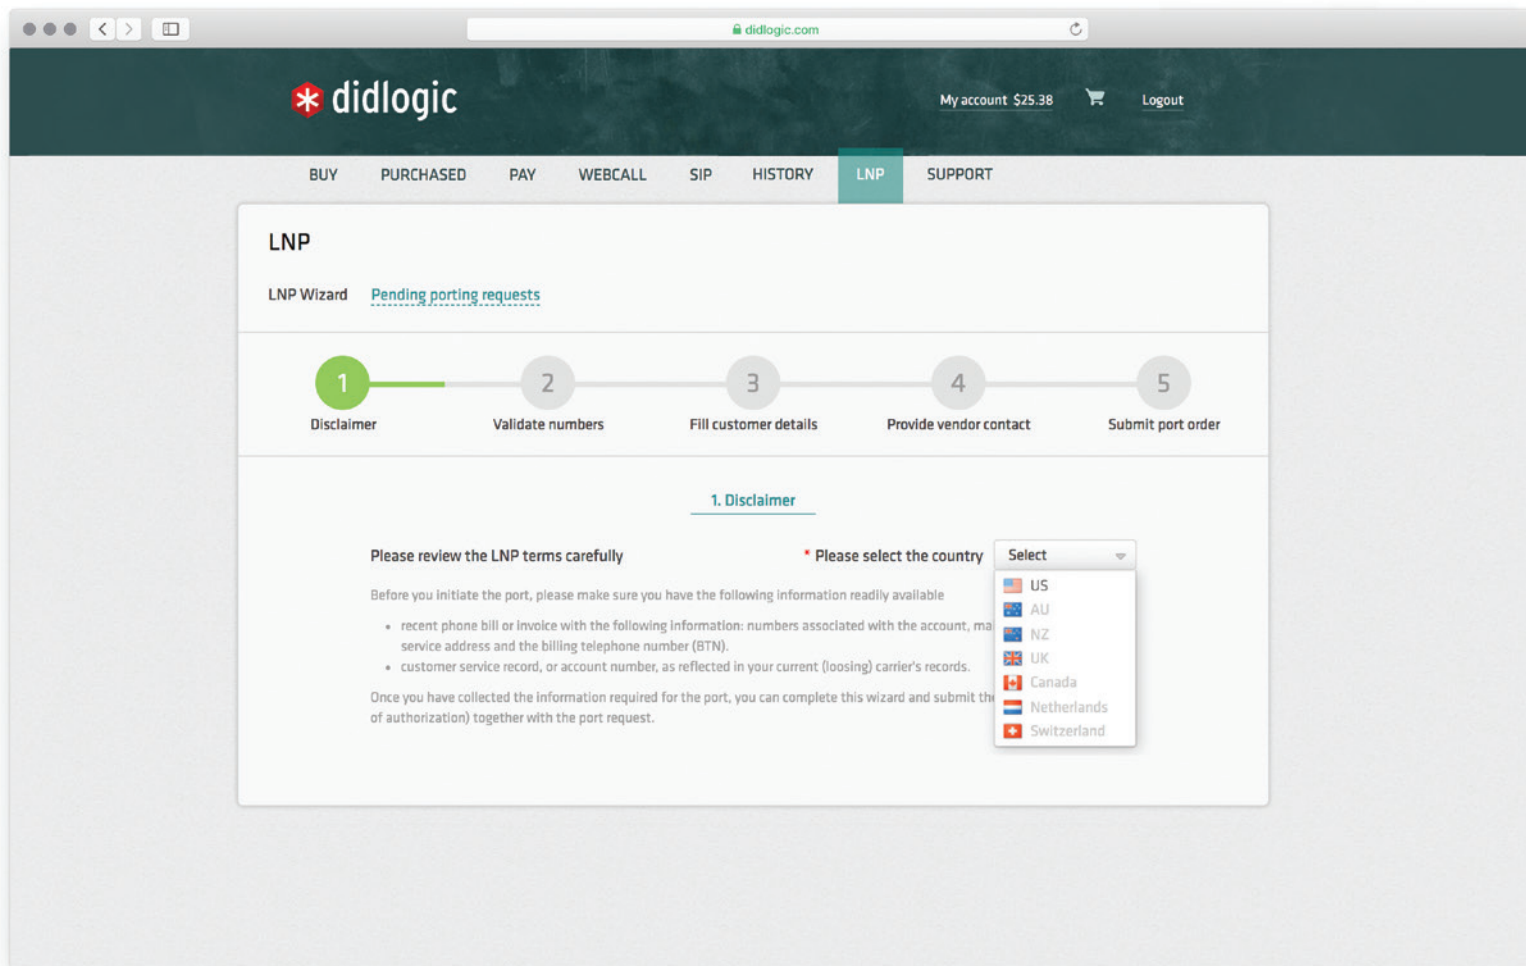 didlogic.com
didlogic
My account $25.38
Logout
BUY PURCHASED PAY WEBCALL SIP HISTORY LNP SUPPORT
LNP
LNP Wizard Pending porting requests
1 2 3 4 5
Disclaimer Validate numbers Fill customer details Provide vendor contact Submit port order
1. Disclaimer
Please review the LNP terms carefully * Please select the country Select
Before you initiate the port, please make sure you have the following information readily available
• recent phone bill or invoice with the following information: numbers associated with the account, ma
service address and the billing telephone number (BTN).
• customer service record, or account number, as reflected in your current (loosing) carrier's records.
Once you have collected the information required for the port, you can complete this wizard and submit the
of authorization) together with the port request.
US
AU
NZ
UK
Canada
Netherlands
Switzerland